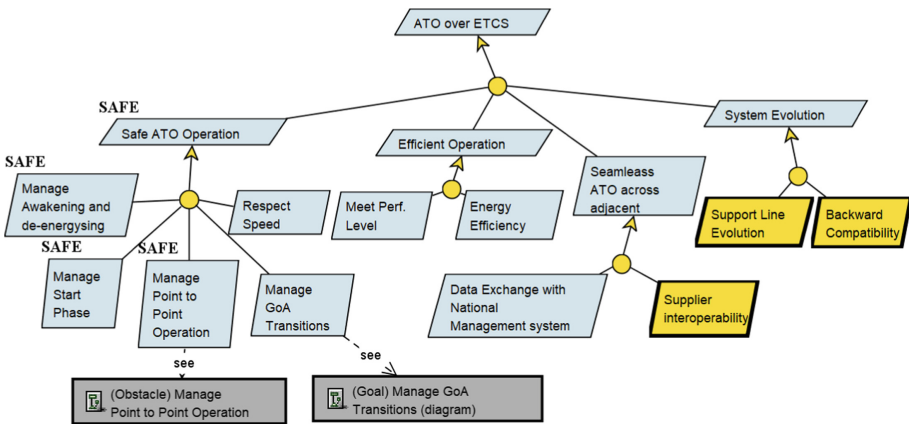 ATO over ETCS
SAFE
Safe ATO Operation
Efficient Operation
System Evolution
SAFE
Manage
Awakening and
de-energysing
Respect
Speed
Meet Perf.
Level
Energy
Efficiency
Seamleass
ATO across
adjacent
Support Line
Evolution
Backward
Compatibility
SAFE
Manage
Start
Phase
SAFE
Manage
Point to
Point
Operation
Manage
GoA
Transitions
Data Exchange with
National
Management system
Supplier
interoperability
see
see
(Obstacle) Manage
Point to Point Operation
(Goal) Manage GoA
Transitions (diagram)